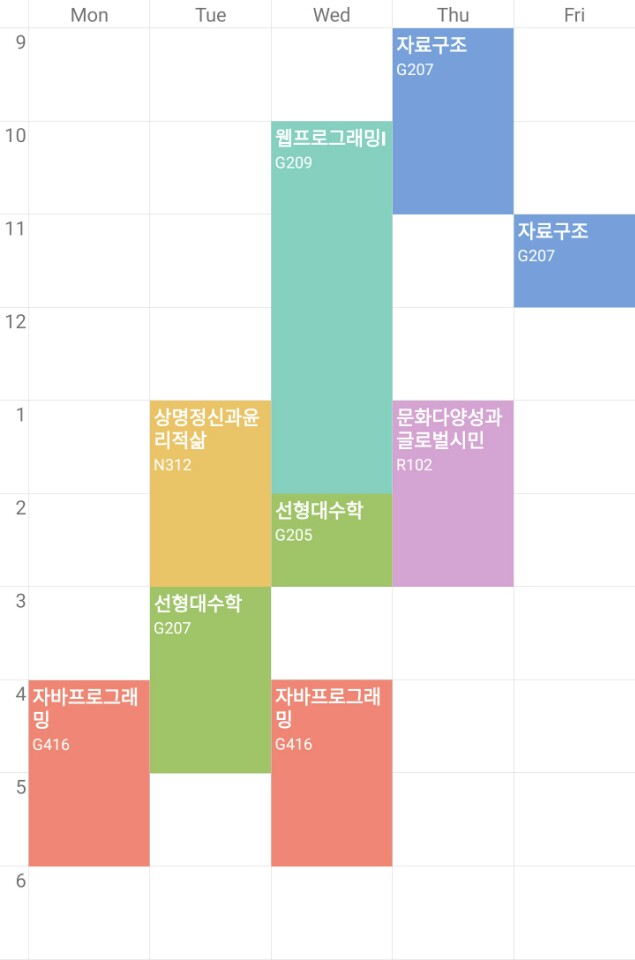 Mon Tue Wed Thu Fri
9
자료구조
G207
10
웹프로그래밍I
G209
11
자료구조
G207
12
1
상명정신과윤
리적삶
N312
문화다양성과
글로벌시민
R102
2
선형대수학
G205
3
선형대수학
G207
4
자바프로그래
밍
G416
자바프로그래
밍
G416
5
6